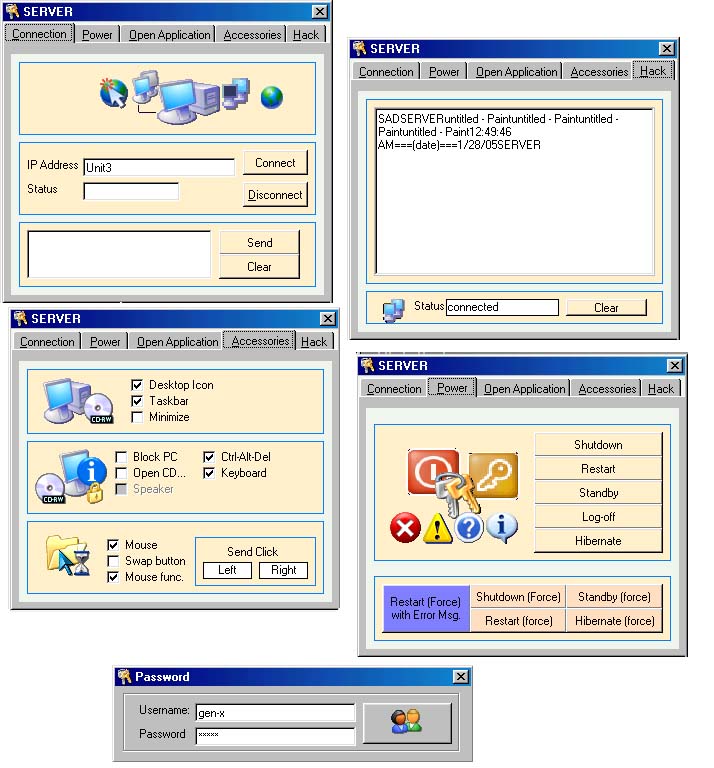 SERVER
Connection Power Open Application Accessories Hack
IP Address Unit3 Connect
Status Disconnect
Send
Clear
SERVER
Connection Power Open Application Accessories Hack
SADSERVERuntitled - Paintuntitled - Paintuntitled -
Paintuntitled - Paint12:49:46
AM===(date)===1/28/05SERVER
Status connected Clear
SERVER
Connection Power Open Application Accessories Hack
Desktop Icon
Taskbar
CD-RW Minimize
Block PC Ctrl-Alt-Del
Open CD... Keyboard
CD-RW Speaker
Mouse
Swap button
Mouse func.
Send Click
Left Right
SERVER
Connection Power Open Application Accessories Hack
Shutdown
Restart
Standby
Log-off
Hibernate
Restart (Force)
with Error Msg.
Shutdown (Force) Standby (force)
Restart (force) Hibernate (force)
Password
Username: gen-x
Password *****